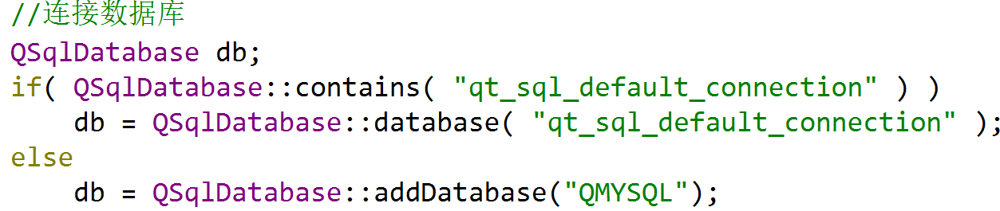 //连接数据库
QSqlDatabase db;
if( QSqlDatabase::contains( "qt_sql_default_connection" ) )
    db = QSqlDatabase::database( "qt_sql_default_connection" );
else
    db = QSqlDatabase::addDatabase("QMYSQL");